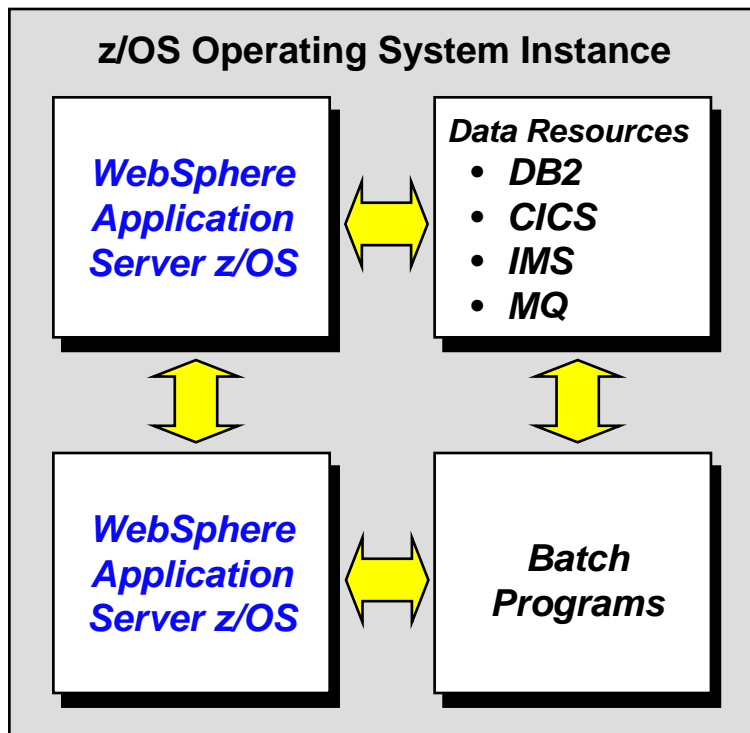 z/OS Operating System Instance
WebSphere
Application
Server z/OS
Data Resources
• DB2
• CICS
• IMS
• MQ
WebSphere
Application
Server z/OS
Batch
Programs